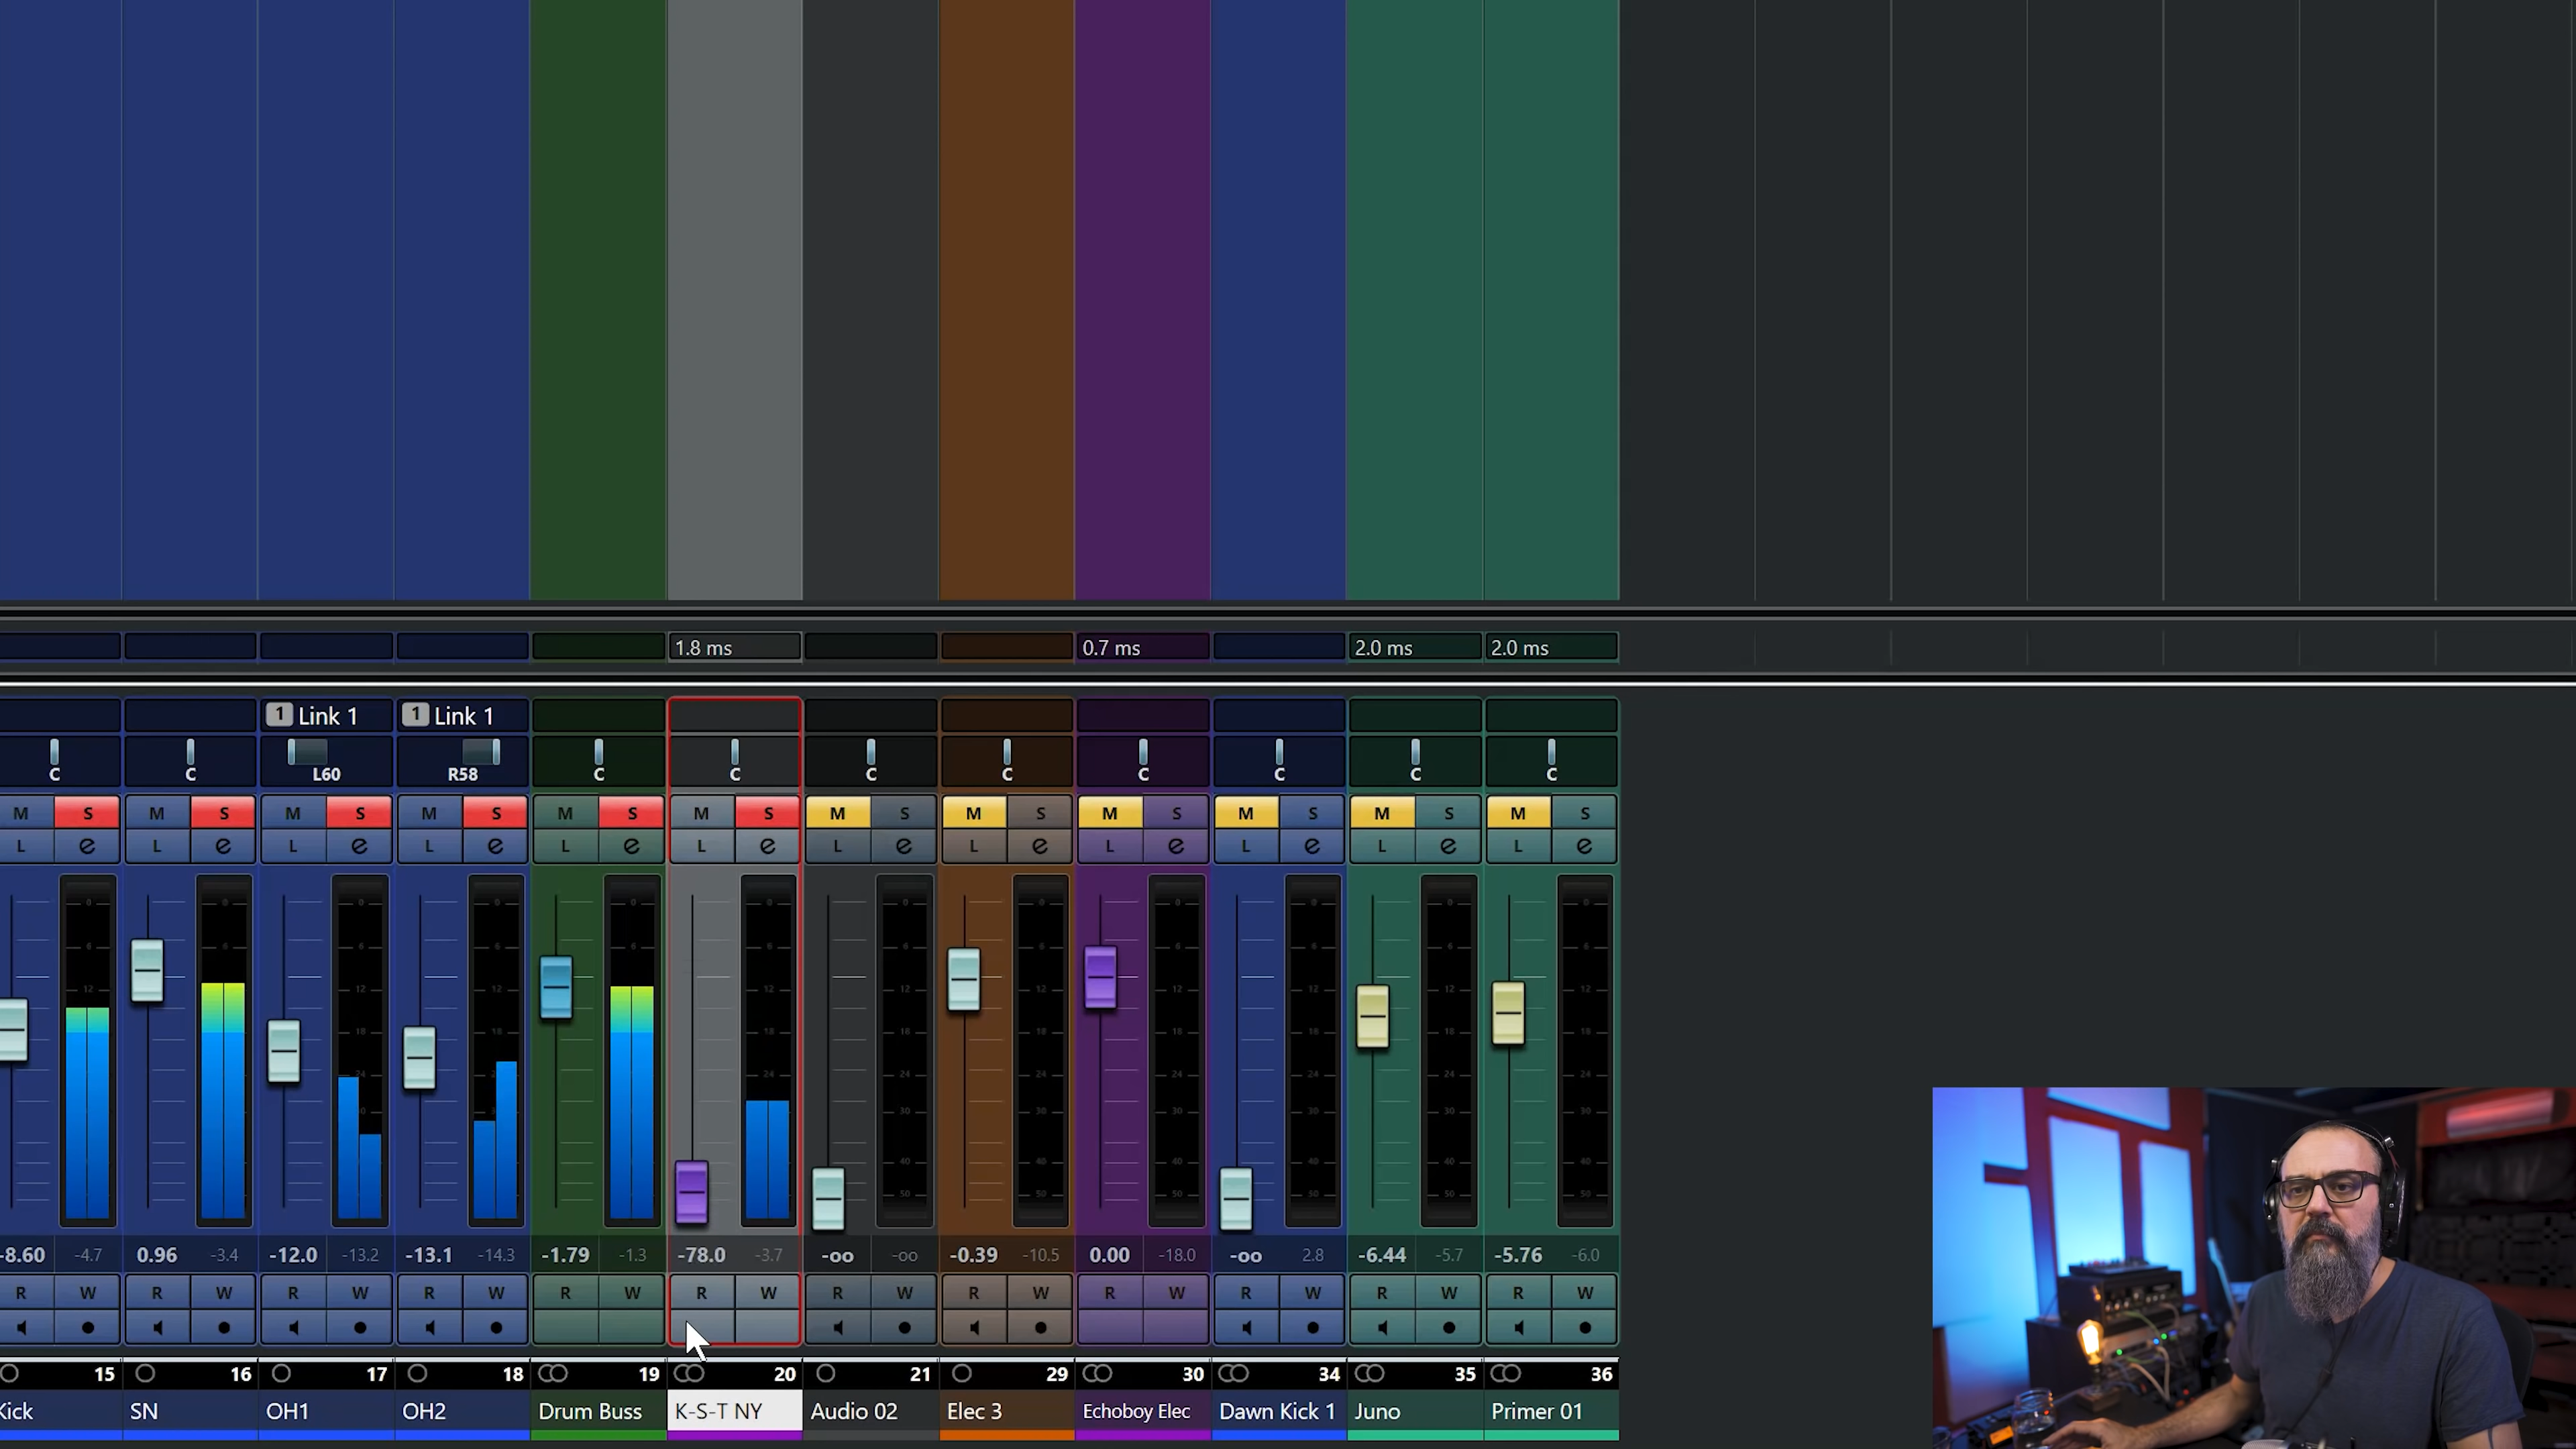 1.8 ms 0.7 ms 2.0 ms 2.0 ms
1 Link 1 1 Link 1
C C L60 R58 C C C C C C C C
M S M S M S M S M S M S M S M S M S M S M S M S
L e L e L e L e L e L e L e L e L e L e L e L e
-8.60 -4.7 0.96 -3.4 -12.0 -13.2 -13.1 -14.3 -1.79 -1.3 -78.0 -3.7 -oo -oo -0.39 -10.5 0.00 -18.0 -oo 2.8 -6.44 -5.7 -5.76 -6.0
R W R W R W R W R W R W R W R W R W R W R W R W
15 16 17 18 19 20 21 29 30 34 35 36
Kick SN OH1 OH2 Drum Buss K-S-T NY Audio 02 Elec 3 Echoboy Elec Dawn Kick 1 Juno Primer 01